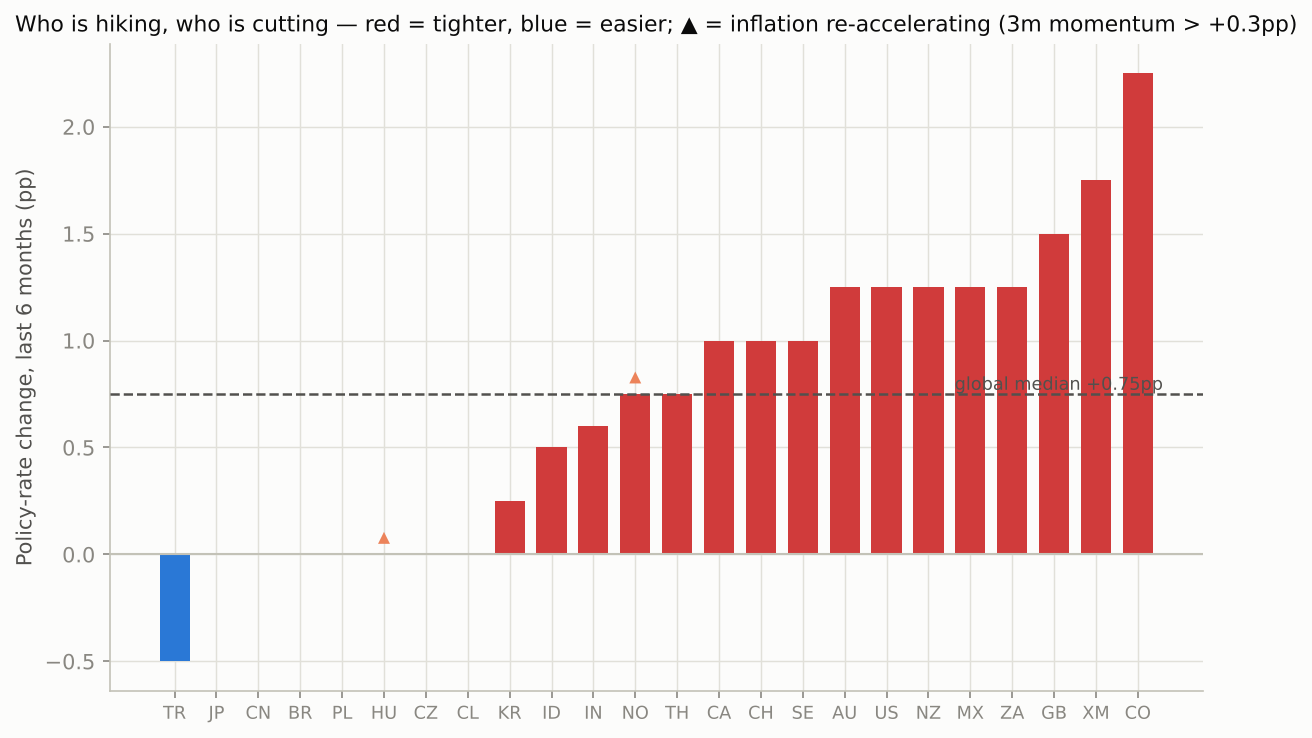 Who is hiking, who is cutting — red = tighter, blue = easier; ▲ = inflation re-accelerating (3m momentum > +0.3pp)
Policy-rate change, last 6 months (pp)
2.0
1.5
1.0
0.5
0.0
−0.5
global median +0.75pp
TR JP CN BR PL HU CZ CL KR ID IN NO TH CA CH SE AU US NZ MX ZA GB XM CO